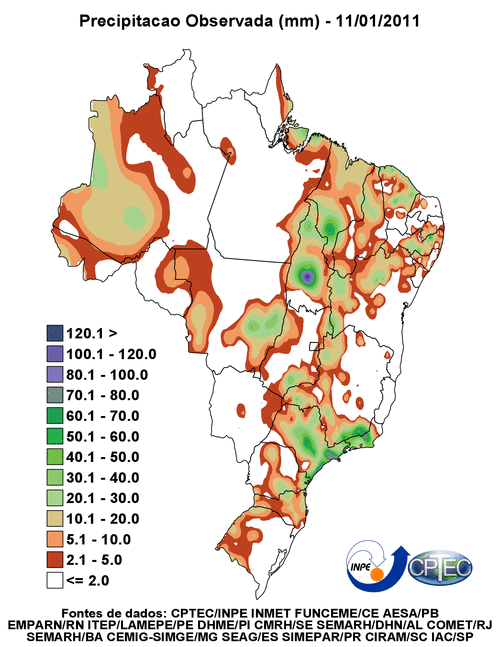 Precipitacao Observada (mm) - 11/01/2011
120.1 >
100.1 - 120.0
80.1 - 100.0
70.1 - 80.0
60.1 - 70.0
50.1 - 60.0
40.1 - 50.0
30.1 - 40.0
20.1 - 30.0
10.1 - 20.0
5.1 - 10.0
2.1 - 5.0
<= 2.0
INPE
CPTEC
Fontes de dados: CPTEC/INPE INMET FUNCEME/CE AESA/PB
EMPARN/RN ITEP/LAMEPE/PE DHME/PI CMRH/SE SEMARH/DHN/AL COMET/RJ
SEMARH/BA CEMIG-SIMGE/MG SEAG/ES SIMEPAR/PR CIRAM/SC IAC/SP